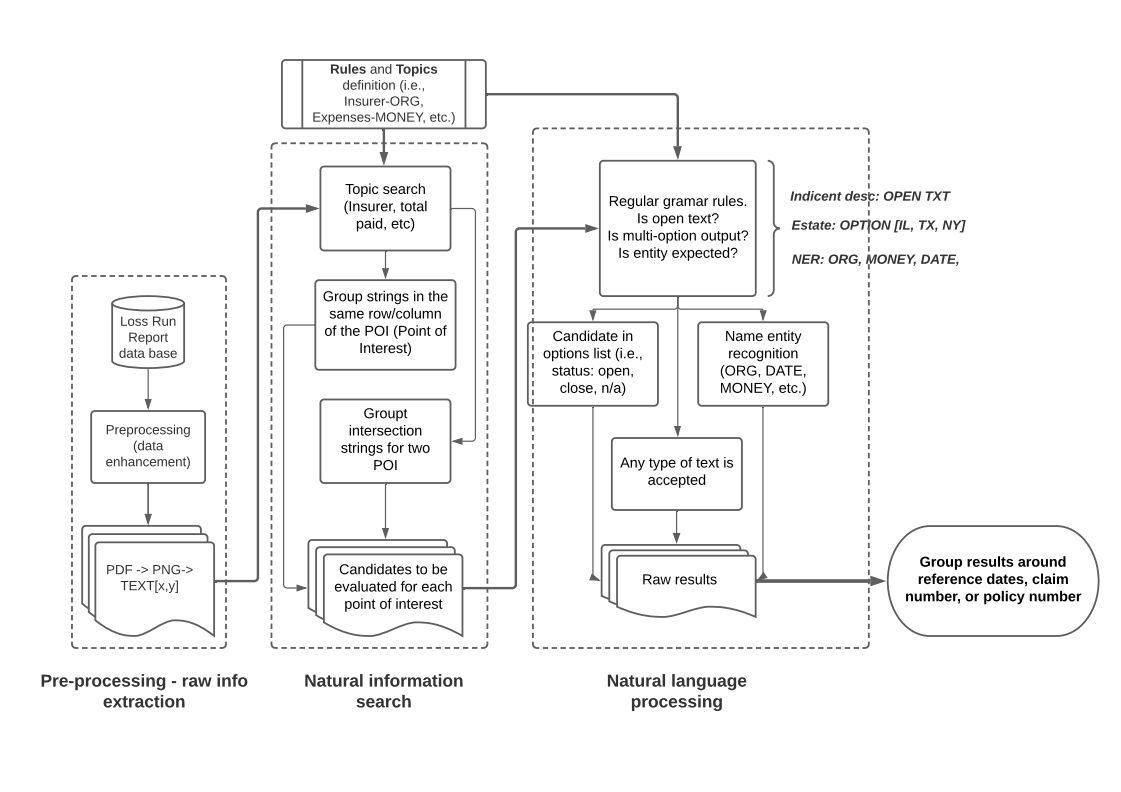 Rules and Topics
definition (i.e.,
Insurer-ORG,
Expenses-MONEY, etc.)
Topic search
(Insurer, total
paid, etc)
Group strings in the
same row/column
of the POI (Point of
Interest)
Groupt
intersection
strings for two
POI
Candidates to be
evaluated for each
point of interest
Loss Run
Report
data base
Preprocessing
(data
enhancement)
PDF -> PNG->
TEXT[x,y]
Regular gramar rules.
Is open text?
Is multi-option output?
Is entity expected?
Indicent desc: OPEN TXT
Estate: OPTION [IL, TX, NY]
NER: ORG, MONEY, DATE,
Candidate in
options list (i.e.,
status: open,
close, n/a)
Name entity
recognition
(ORG, DATE,
MONEY, etc.)
Any type of text is
accepted
Raw results
Group results around
reference dates, claim
number, or policy number
Pre-processing - raw info
extraction
Natural information
search
Natural language
processing